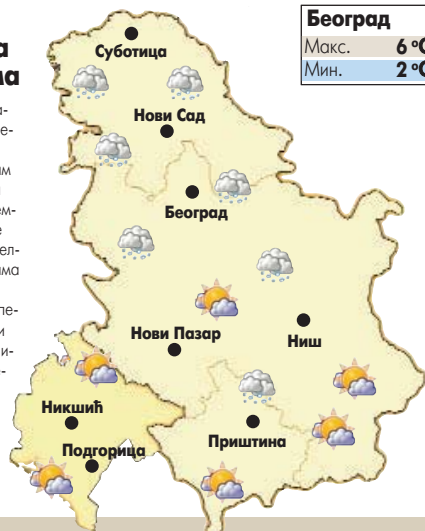 Београд
Макс. 6 °C
Мин. 2 °C
Суботица
Нови Сад
Београд
Нови Пазар
Ниш
Никшић
Подгорица
Приштина